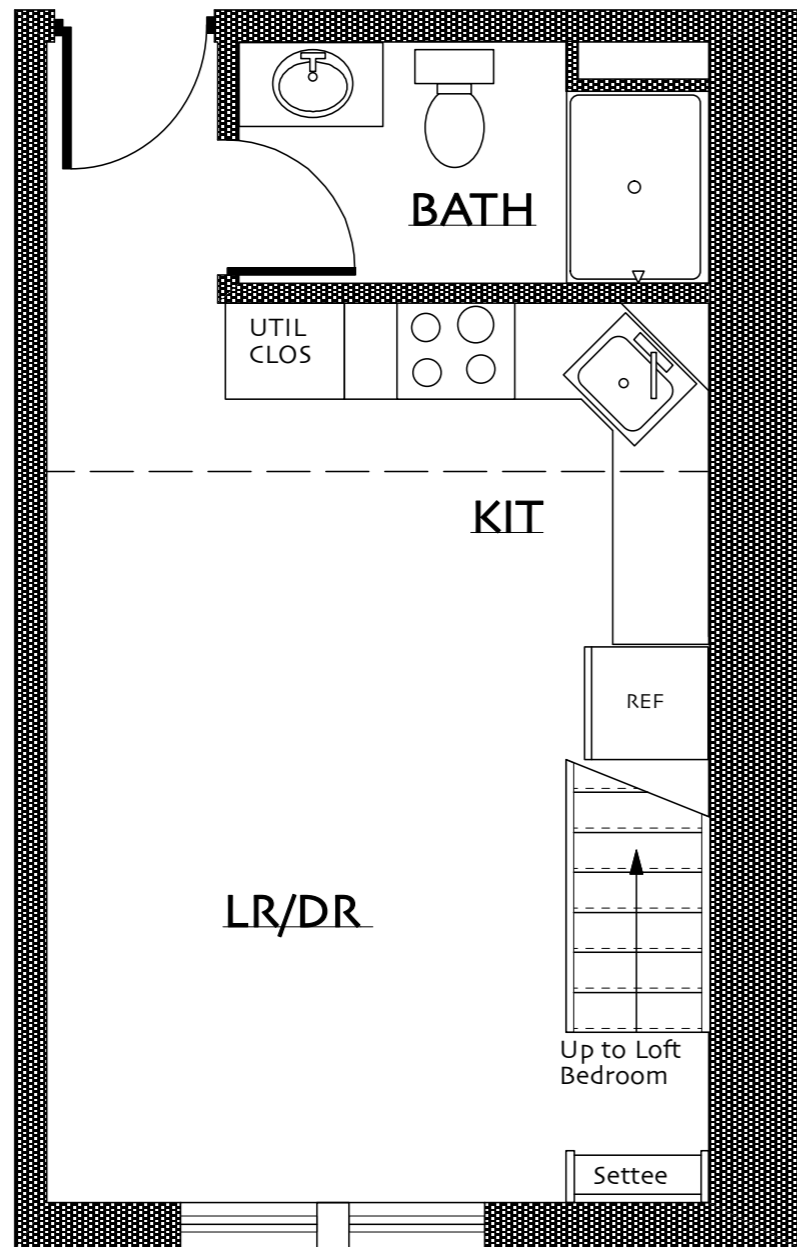 BATH
UTIL
CLOS
KIT
REF
LR/DR
Up to Loft
Bedroom
Settee